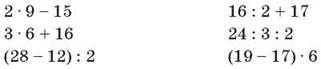 2 · 9 – 15
3 · 6 + 16
(28 – 12) : 2
16 : 2 + 17
24 : 3 : 2
(19 – 17) · 6